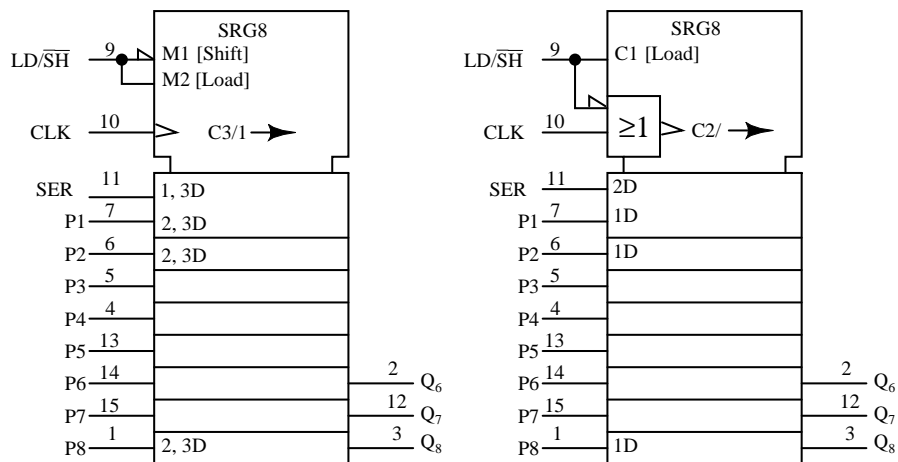 SRG8
LD/SH 9 M1 [Shift]
M2 [Load]
CLK 10 C3/1
SER 11 1, 3D
P1 7 2, 3D
P2 6 2, 3D
P3 5
P4 4
P5 13
P6 14 2 Q6
P7 15 12 Q7
P8 1 2, 3D 3 Q8
SRG8
LD/SH 9 C1 [Load]
CLK 10 ≥1 C2/
SER 11 2D
P1 7 1D
P2 6 1D
P3 5
P4 4
P5 13
P6 14 2 Q6
P7 15 12 Q7
P8 1 1D 3 Q8